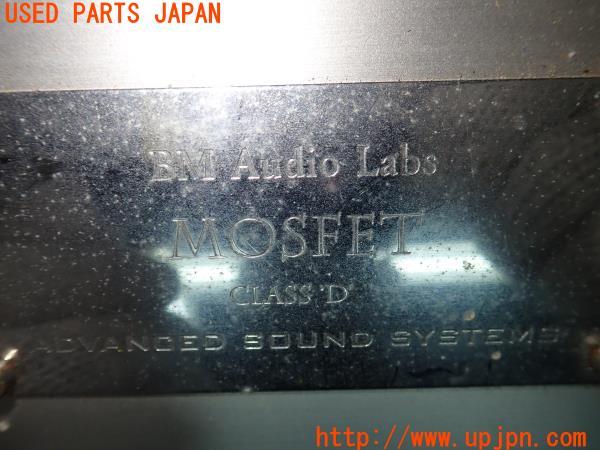 USED PARTS JAPAN
BM Audio Labs
MOSFET
CLASS 'D'
ADVANCED SOUND SYSTEMS
http://www.upjpn.com